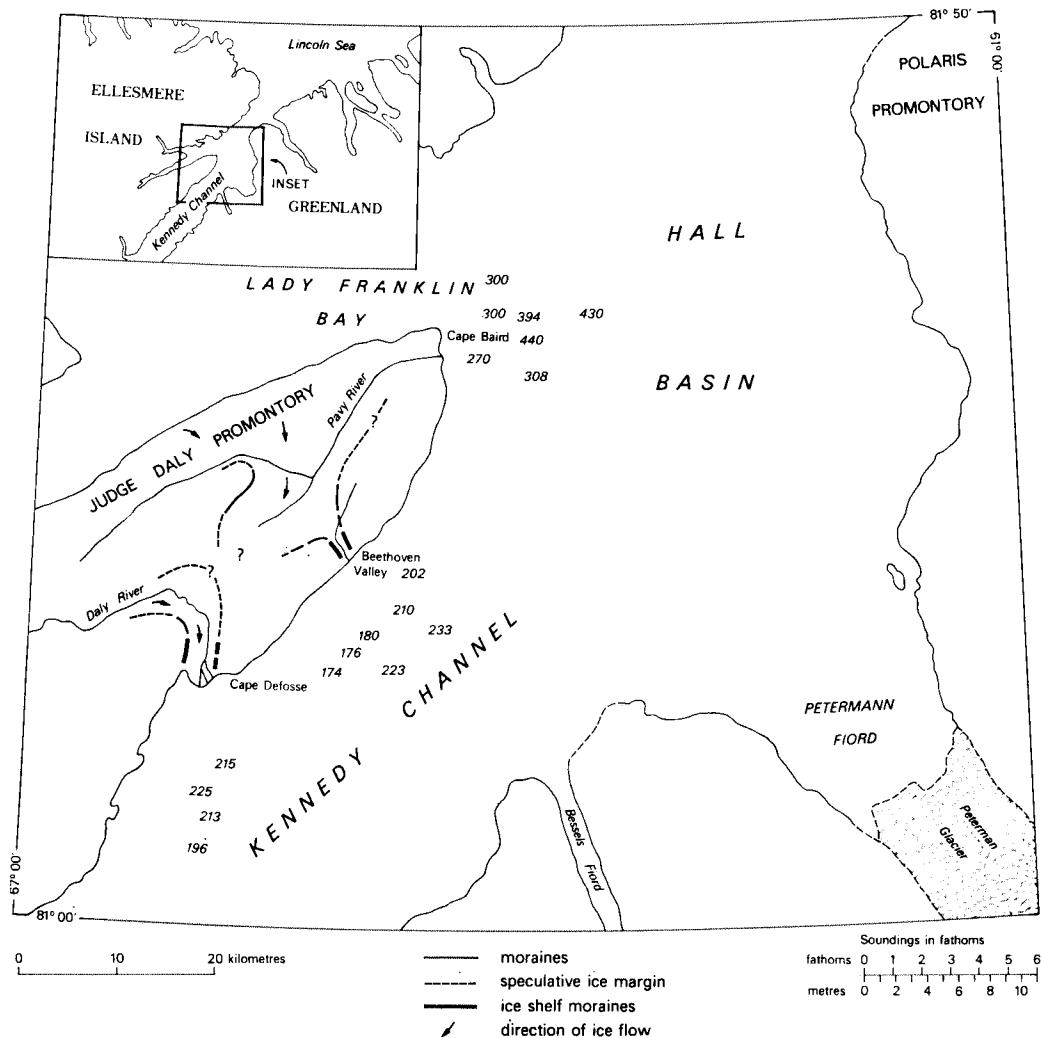 81° 50'
61° 00'
Lincoln Sea
ELLESMERE
ISLAND
INSET
GREENLAND
Kennedy Channel
POLARIS
PROMONTORY
HALL
BASIN
LADY FRANKLIN
BAY
300
300 394 430
Cape Baird 440
270
308
Pavy River
JUDGE DALY PROMONTORY
?
?
?
Beethoven
Valley 202
210
180 233
176
174 223
Daly River
Cape Defosse
KENNEDY CHANNEL
215
225
213
196
PETERMANN
FIORD
Peterman
Glacier
Bessels Fiord
67° 00'
81° 00'
0 10 20 kilometres
moraines
speculative ice margin
ice shelf moraines
direction of ice flow
Soundings in fathoms
fathoms 0 1 2 3 4 5 6
metres 0 2 4 6 8 10